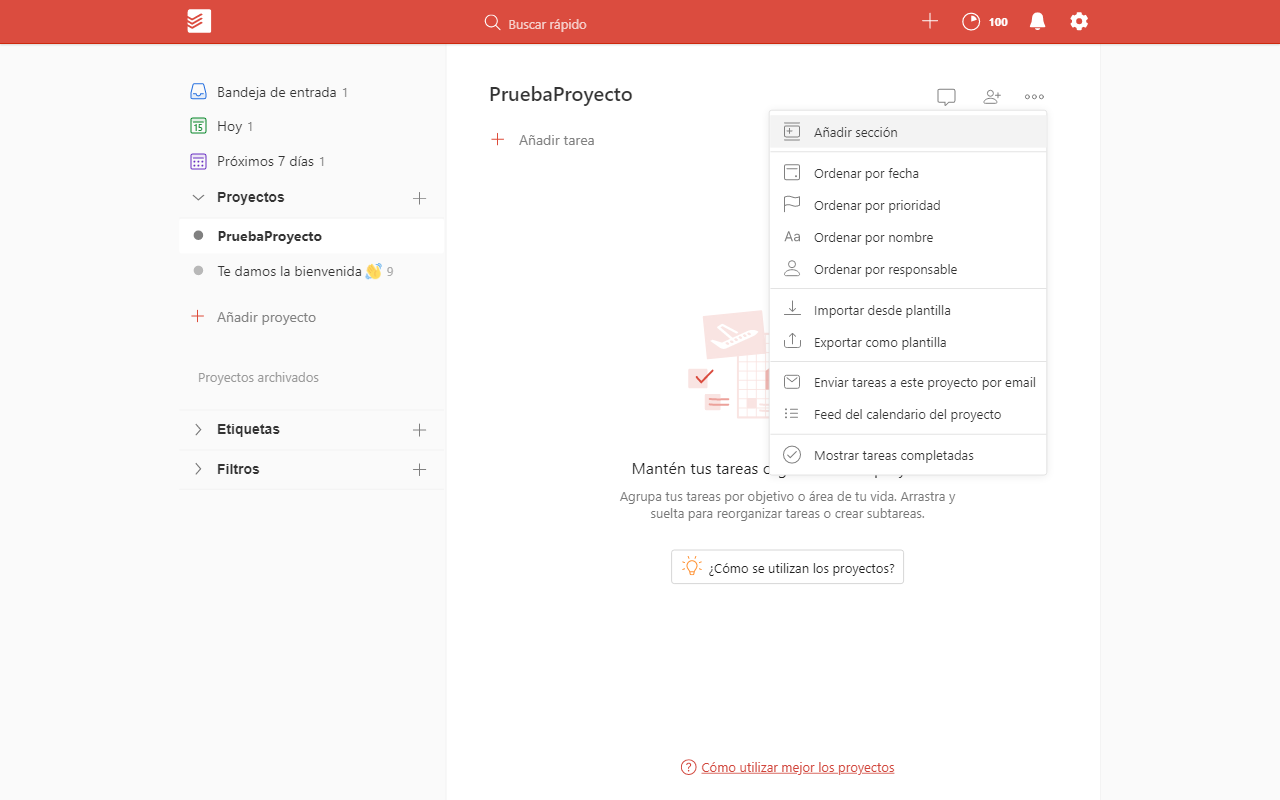 Buscar rápido
100
Bandeja de entrada 1
15
Hoy 1
Próximos 7 días 1
Proyectos
PruebaProyecto
Te damos la bienvenida 👋 9
Añadir proyecto
Proyectos archivados
Etiquetas
Filtros
PruebaProyecto
Añadir tarea
Añadir sección
Ordenar por fecha
Ordenar por prioridad
Aa Ordenar por nombre
Ordenar por responsable
Importar desde plantilla
Exportar como plantilla
Enviar tareas a este proyecto por email
Feed del calendario del proyecto
Mostrar tareas completadas
Mantén tus tareas
Agrupa tus tareas por objetivo o área de tu vida. Arrastra y
suelta para reorganizar tareas o crear subtareas.
¿Cómo se utilizan los proyectos?
? Cómo utilizar mejor los proyectos